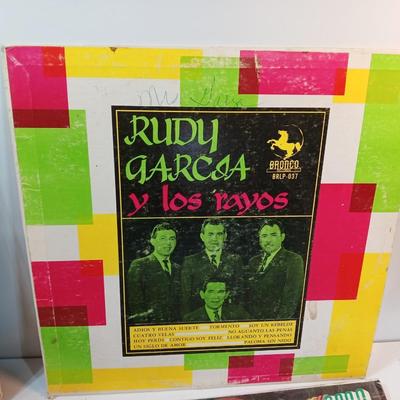 RUDY
GARCIA
y los rayos
BRONCO
BRLP-037
ADIOS Y BUENA SUERTE TORMENTO SOY UN REBELDE
CUATRO VELAS NO AGUANTO LAS PENAS
HOY PERDI CONTIGO SOY FELIZ LLORANDO Y PENSANDO
UN SIGLO DE AMOR PALOMA SIN NIDO